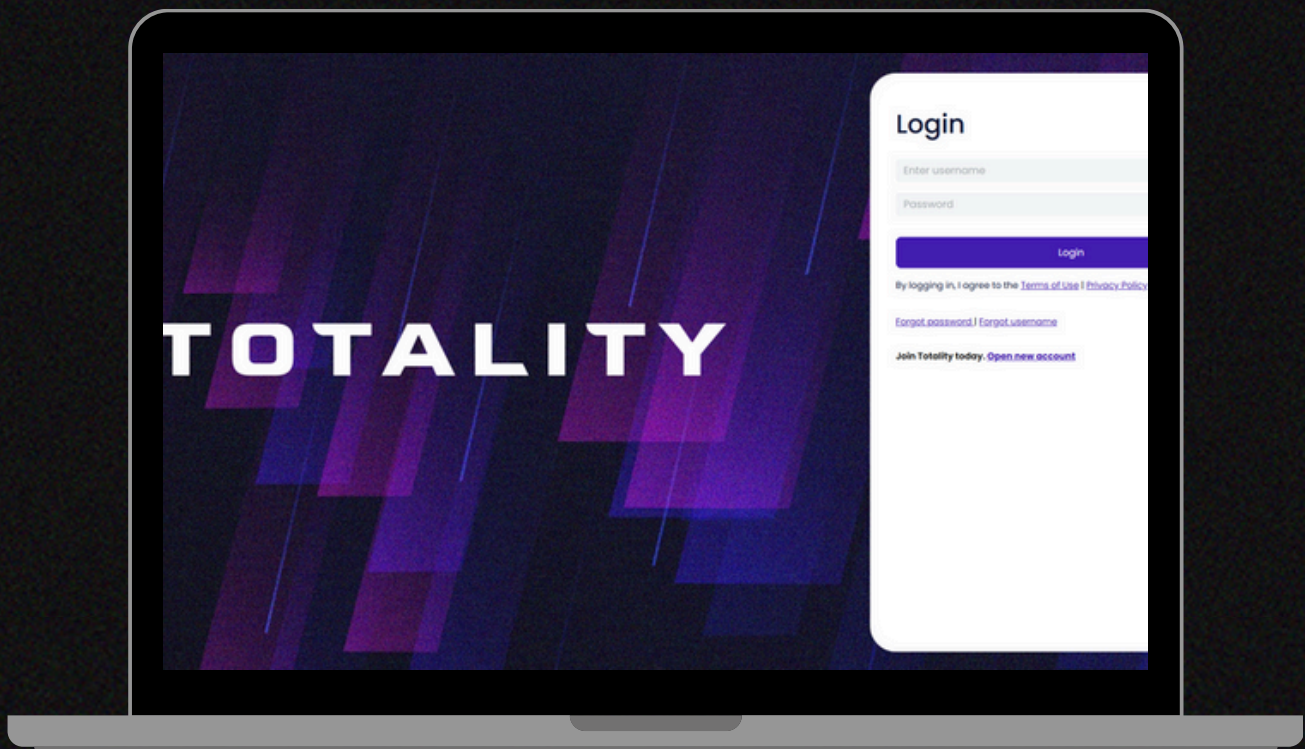 TOTALITY
Login
Enter username
Password
Login
By logging in, I agree to the Terms of Use | Privacy Policy
Forgot password | Forgot username
Join Totality today. Open new account